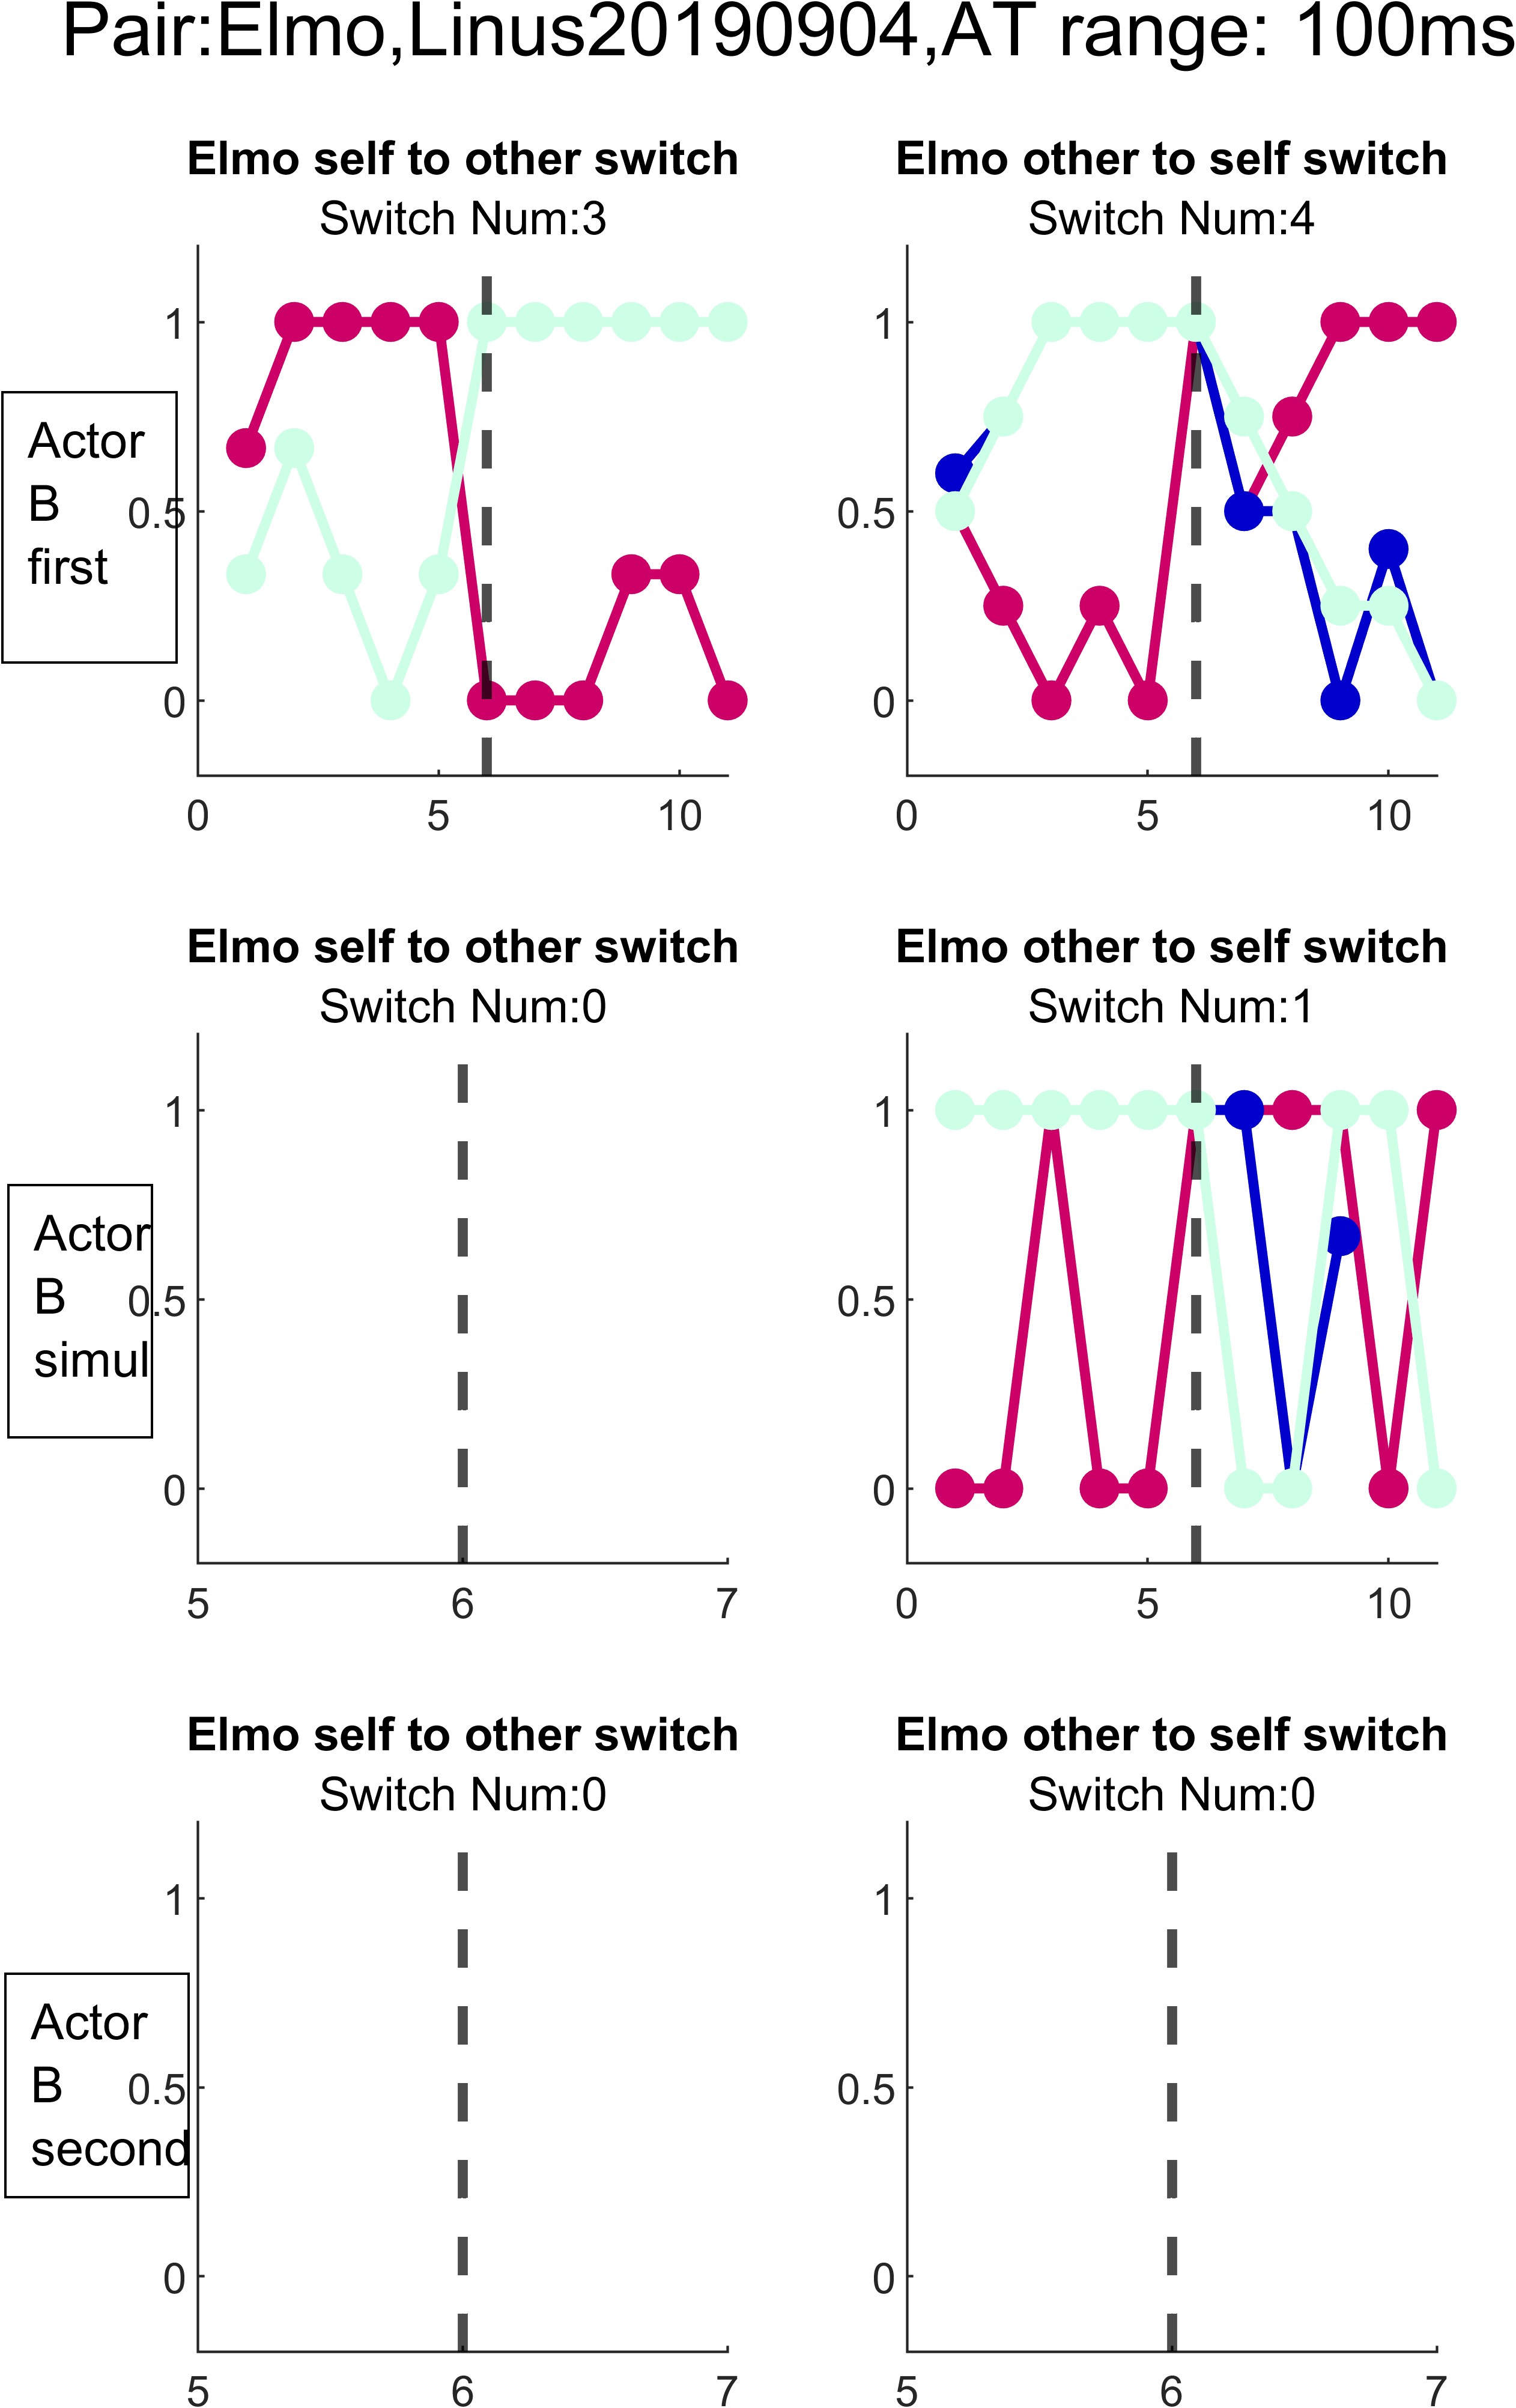 Pair:Elmo,Linus20190904,AT range: 100ms
Elmo self to other switch
Switch Num:3
1
0.5
0
0 5 10
Actor
B
first
Elmo other to self switch
Switch Num:4
1
0.5
0
0 5 10
Elmo self to other switch
Switch Num:0
1
0.5
0
5 6 7
Actor
B
simul
Elmo other to self switch
Switch Num:1
1
0.5
0
0 5 10
Elmo self to other switch
Switch Num:0
1
0.5
0
5 6 7
Actor
B
second
Elmo other to self switch
Switch Num:0
1
0.5
0
5 6 7